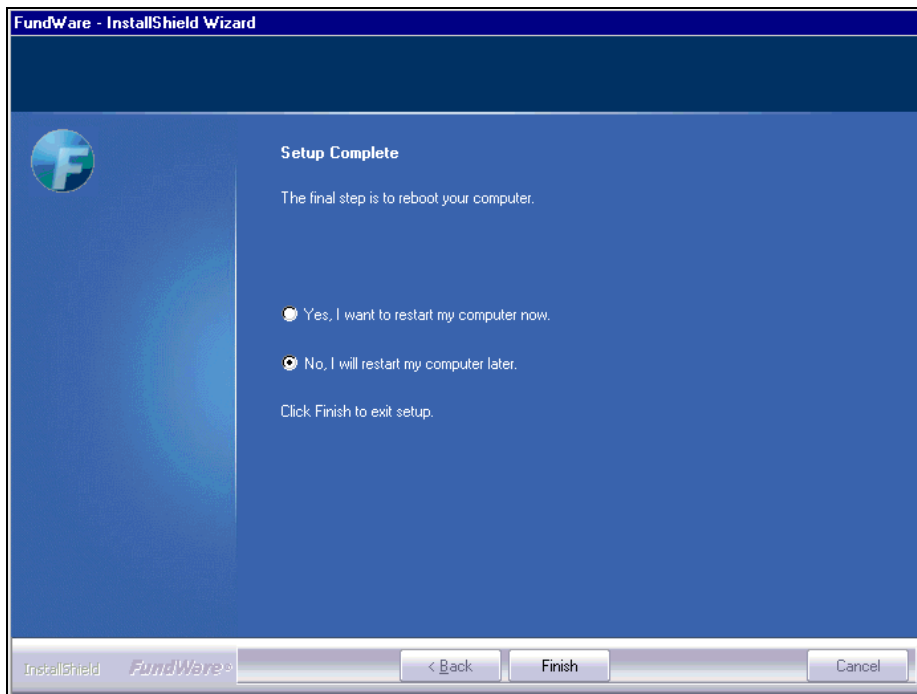 FundWare - InstallShield Wizard
Setup Complete
The final step is to reboot your computer.
Yes, I want to restart my computer now.
No, I will restart my computer later.
Click Finish to exit setup.
InstallShield FundWare®
< Back Finish Cancel